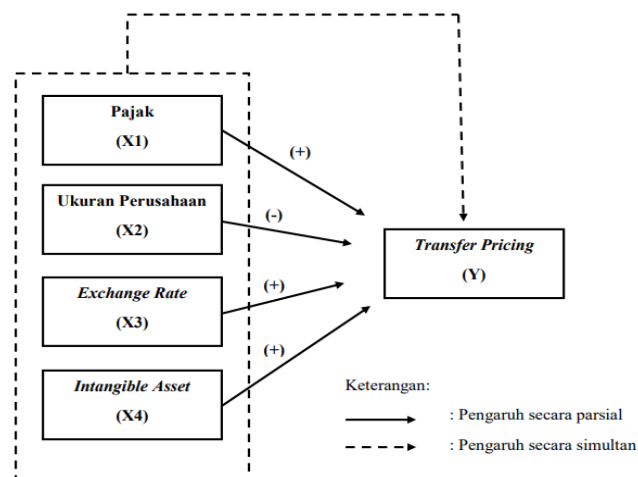 Pajak
(X1)
(+)
Ukuran Perusahaan
(X2)
(-)
Transfer Pricing
(Y)
Exchange Rate
(X3)
(+)
Intangible Asset
(X4)
(+)
Keterangan:
: Pengaruh secara parsial
: Pengaruh secara simultan